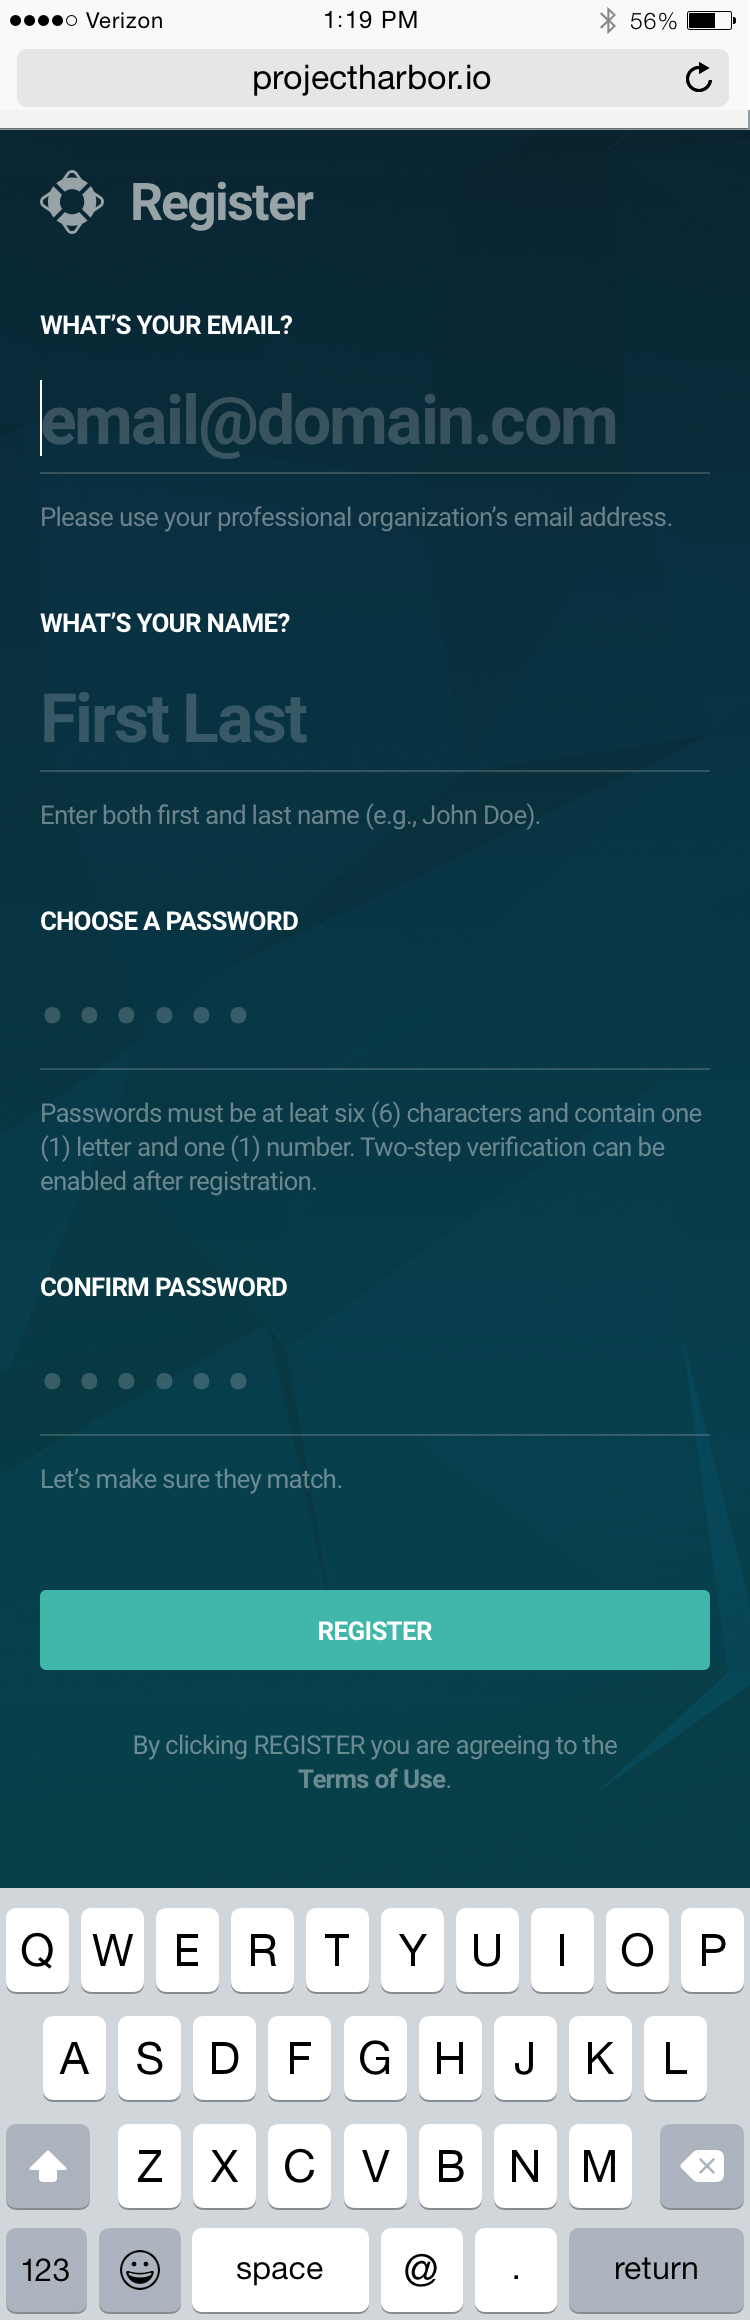 Verizon 1:19 PM 56%
projectharbor.io
Register
WHAT’S YOUR EMAIL?
email@domain.com
Please use your professional organization’s email address.
WHAT’S YOUR NAME?
First Last
Enter both first and last name (e.g., John Doe).
CHOOSE A PASSWORD
Passwords must be at leat six (6) characters and contain one
(1) letter and one (1) number. Two-step verification can be
enabled after registration.
CONFIRM PASSWORD
Let’s make sure they match.
REGISTER
By clicking REGISTER you are agreeing to the
Terms of Use.
Q W E R T Y U I O P
A S D F G H J K L
Z X C V B N M
123 space @ . return